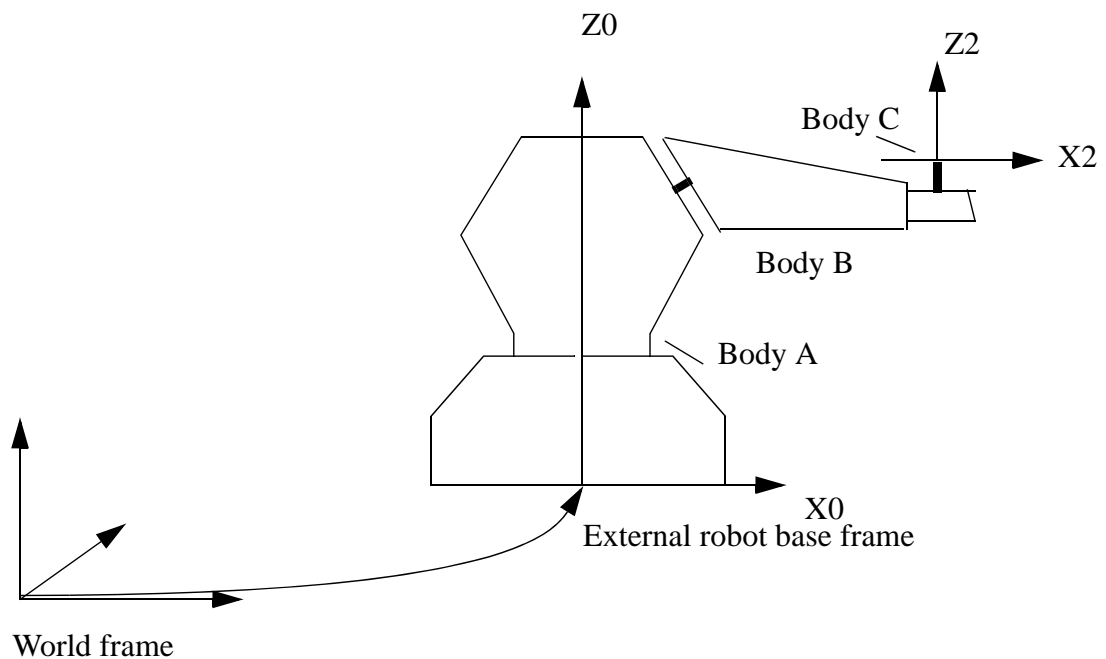 Z0
Z2
Body C
X2
Body B
Body A
X0
External robot base frame
World frame